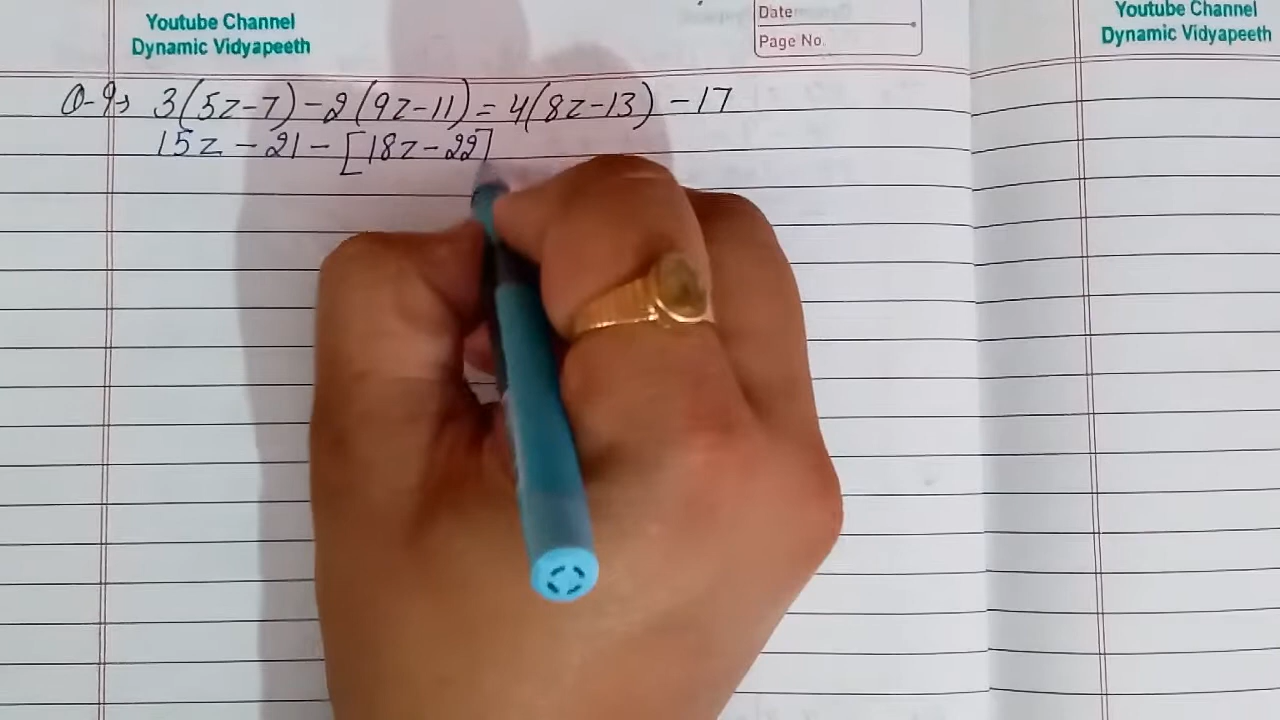 Youtube Channel
Dynamic Vidyapeeth
Date
Page No.
Youtube Channel
Dynamic Vidyapeeth
Q-9→ 3(5z-7)-2(9z-11)=4(8z-13)-17
15z-21-[18z-22]